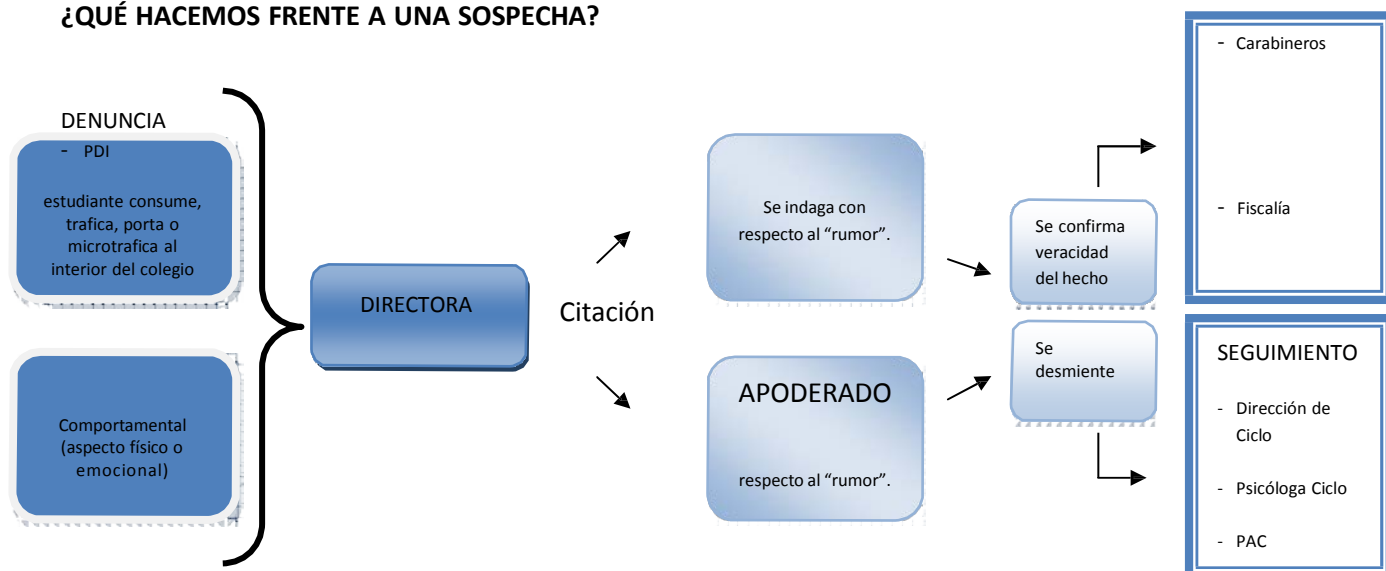 ¿QUÉ HACEMOS FRENTE A UNA SOSPECHA?
DENUNCIA
- PDI
estudiante consume,
trafica, porta o
microtrafica al
interior del colegio
Comportamental
(aspecto físico o
emocional)
DIRECTORA
Citación
Se indaga con
respecto al “rumor”.
APODERADO
respecto al “rumor”.
Se confirma
veracidad
del hecho
Se
desmiente
- Carabineros
- Fiscalía
SEGUIMIENTO
- Dirección de
Ciclo
- Psicóloga Ciclo
- PAC